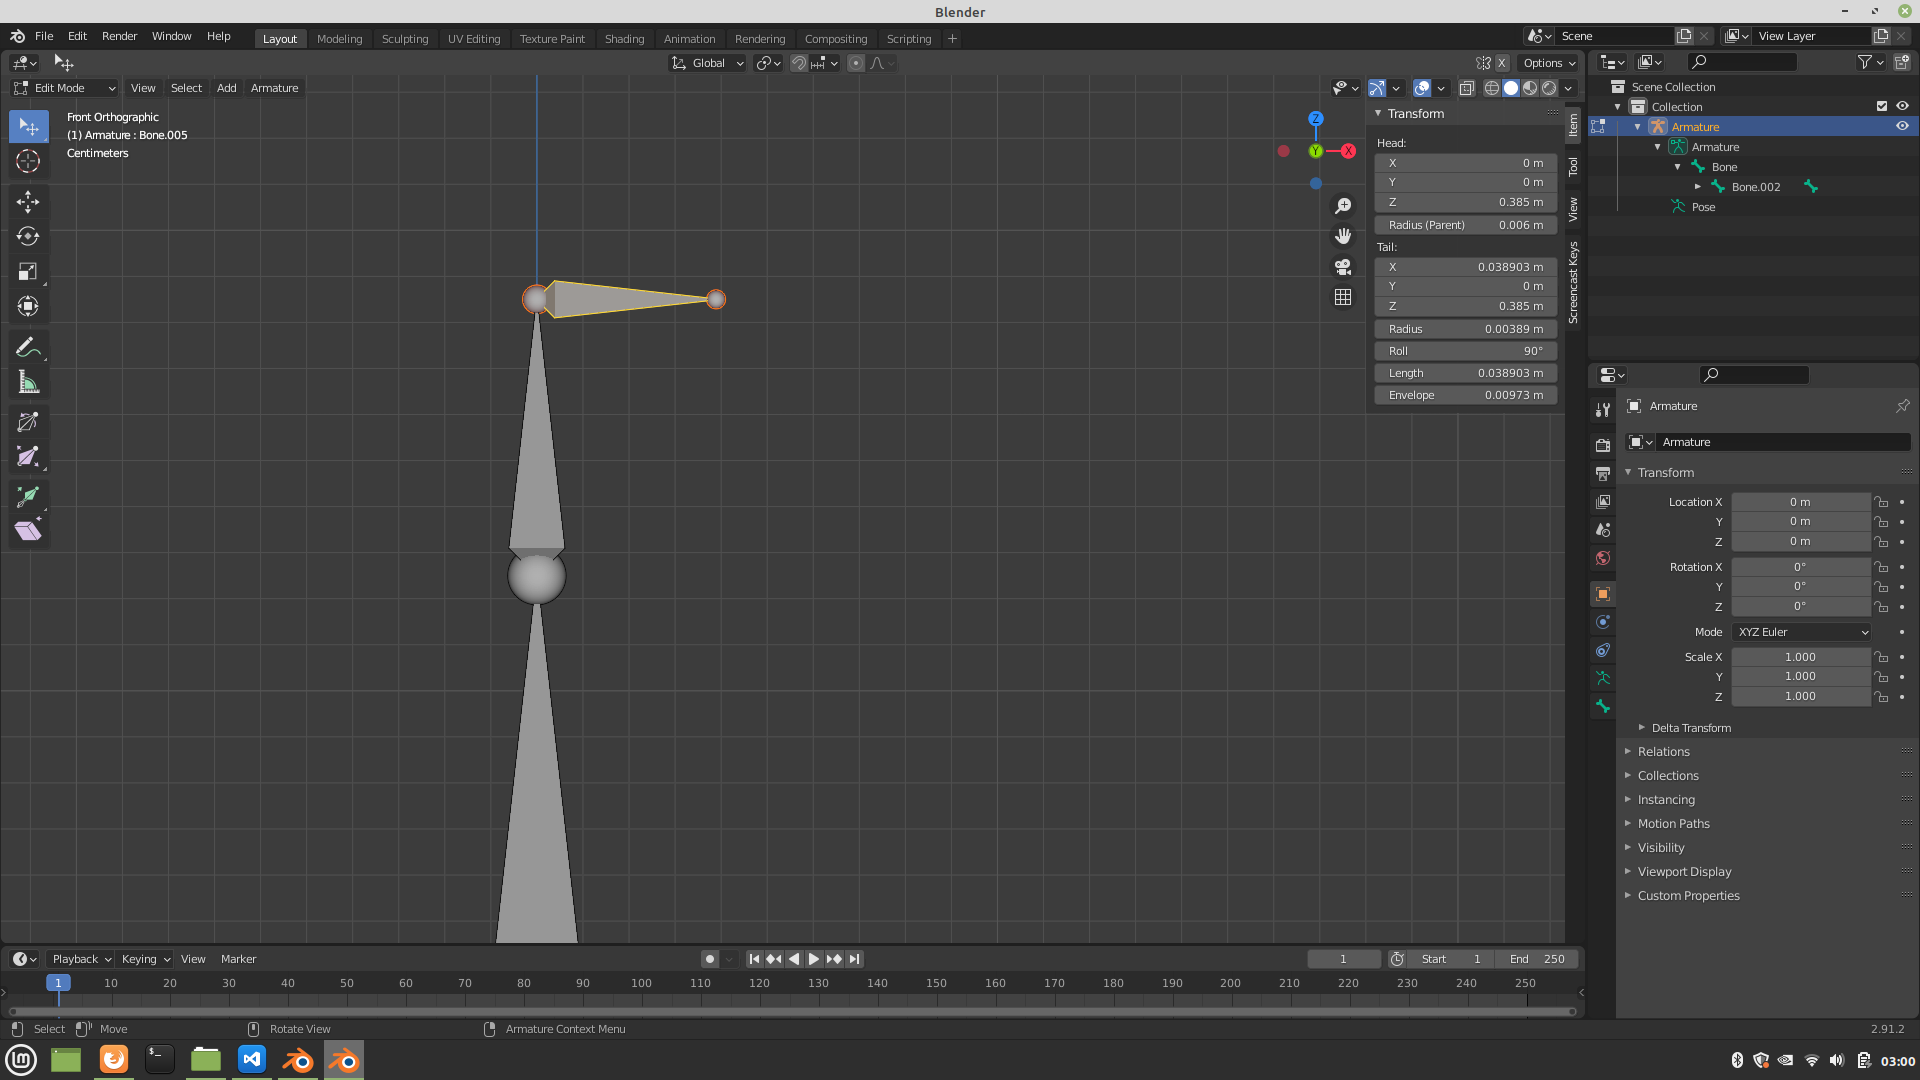 Blender
File Edit Render Window Help Layout Modeling Sculpting UV Editing Texture Paint Shading Animation Rendering Compositing Scripting + Scene View Layer
Global X Options
Edit Mode View Select Add Armature
Front Orthographic
(1) Armature : Bone.005
Centimeters
Z
Y
X
Transform
Head:
X 0 m
Y 0 m
Z 0.385 m
Radius (Parent) 0.006 m
Tail:
X 0.038903 m
Y 0 m
Z 0.385 m
Radius 0.00389 m
Roll 90°
Length 0.038903 m
Envelope 0.00973 m
Item
Tool
View
Screencast Keys
Scene Collection
Collection
Armature
Armature
Bone
Bone.002
Pose
Armature
Armature
Transform
Location X 0 m
Y 0 m
Z 0 m
Rotation X 0°
Y 0°
Z 0°
Mode XYZ Euler
Scale X 1.000
Y 1.000
Z 1.000
Delta Transform
Relations
Collections
Instancing
Motion Paths
Visibility
Viewport Display
Custom Properties
Playback Keying View Marker 1 Start 1 End 250
1 10 20 30 40 50 60 70 80 90 100 110 120 130 140 150 160 170 180 190 200 210 220 230 240 250
Select Move Rotate View Armature Context Menu 2.91.2
03:00